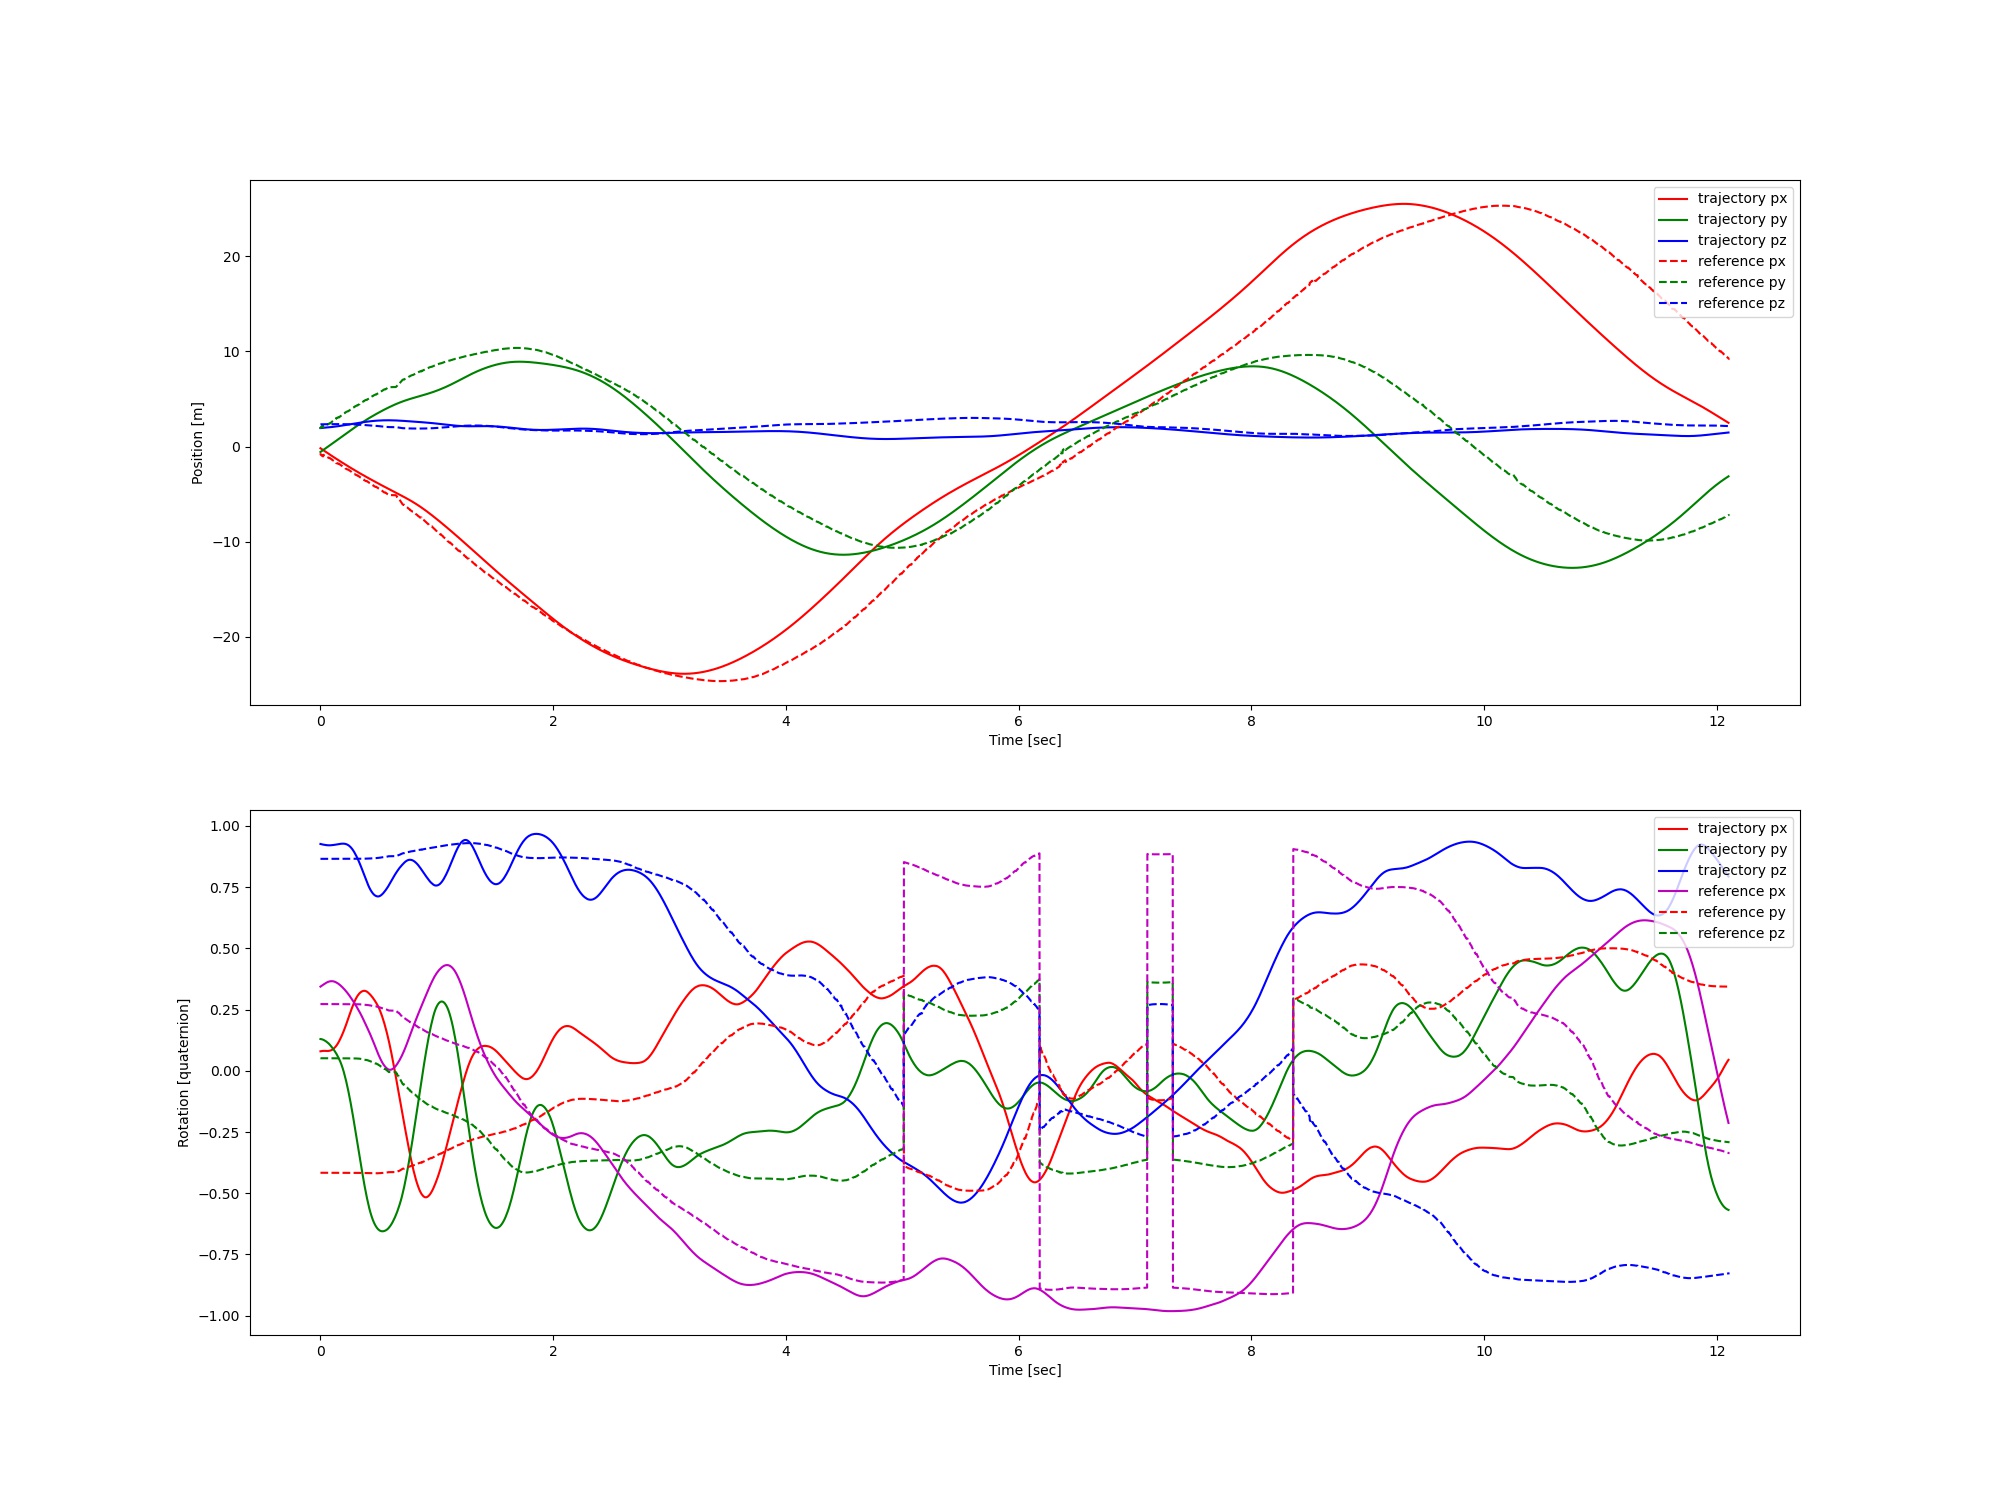 Position [m]
20
10
0
−10
−20
0 2 4 6 8 10 12
Time [sec]
trajectory px
trajectory py
trajectory pz
reference px
reference py
reference pz
Rotation [quaternion]
1.00
0.75
0.50
0.25
0.00
−0.25
−0.50
−0.75
−1.00
0 2 4 6 8 10 12
Time [sec]
trajectory px
trajectory py
trajectory pz
reference px
reference py
reference pz